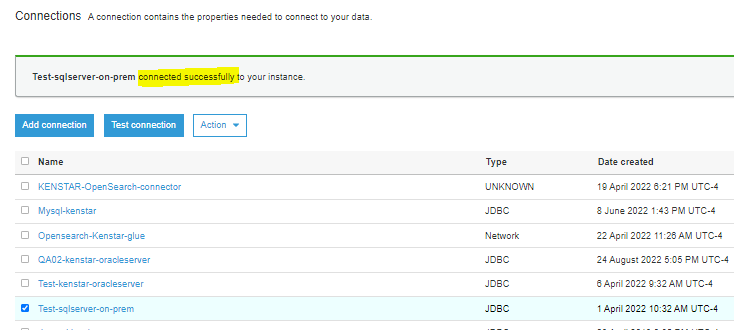 Connections A connection contains the properties needed to connect to your data.
Test-sqlserver-on-prem connected successfully to your instance.
Add connection Test connection Action
Name Type Date created
KENSTAR-OpenSearch-connector UNKNOWN 19 April 2022 6:21 PM UTC-4
Mysql-kenstar JDBC 8 June 2022 1:43 PM UTC-4
Opensearch-Kenstar-glue Network 22 April 2022 11:26 AM UTC-4
QA02-kenstar-oracleserver JDBC 24 August 2022 5:05 PM UTC-4
Test-kenstar-oracleserver JDBC 6 April 2022 9:32 AM UTC-4
Test-sqlserver-on-prem JDBC 1 April 2022 10:32 AM UTC-4